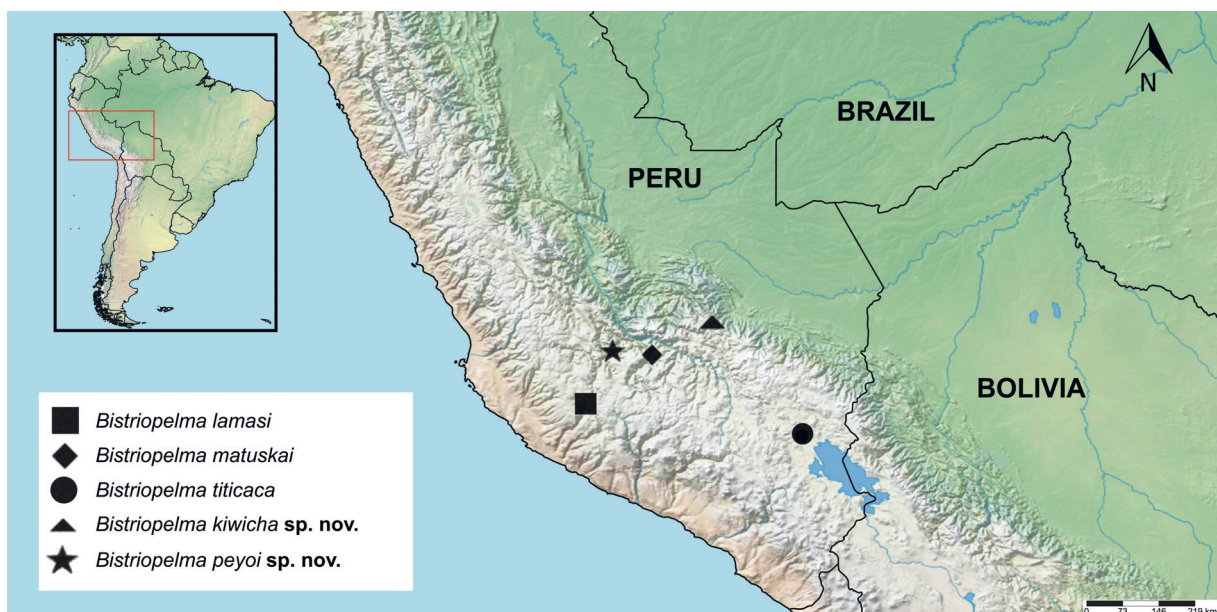 N
BRAZIL
PERU
BOLIVIA
Bistriopelma lamasi
Bistriopelma matuskai
Bistriopelma titicaca
Bistriopelma kiwicha sp. nov.
Bistriopelma peyoi sp. nov.
0 73 146 219 km